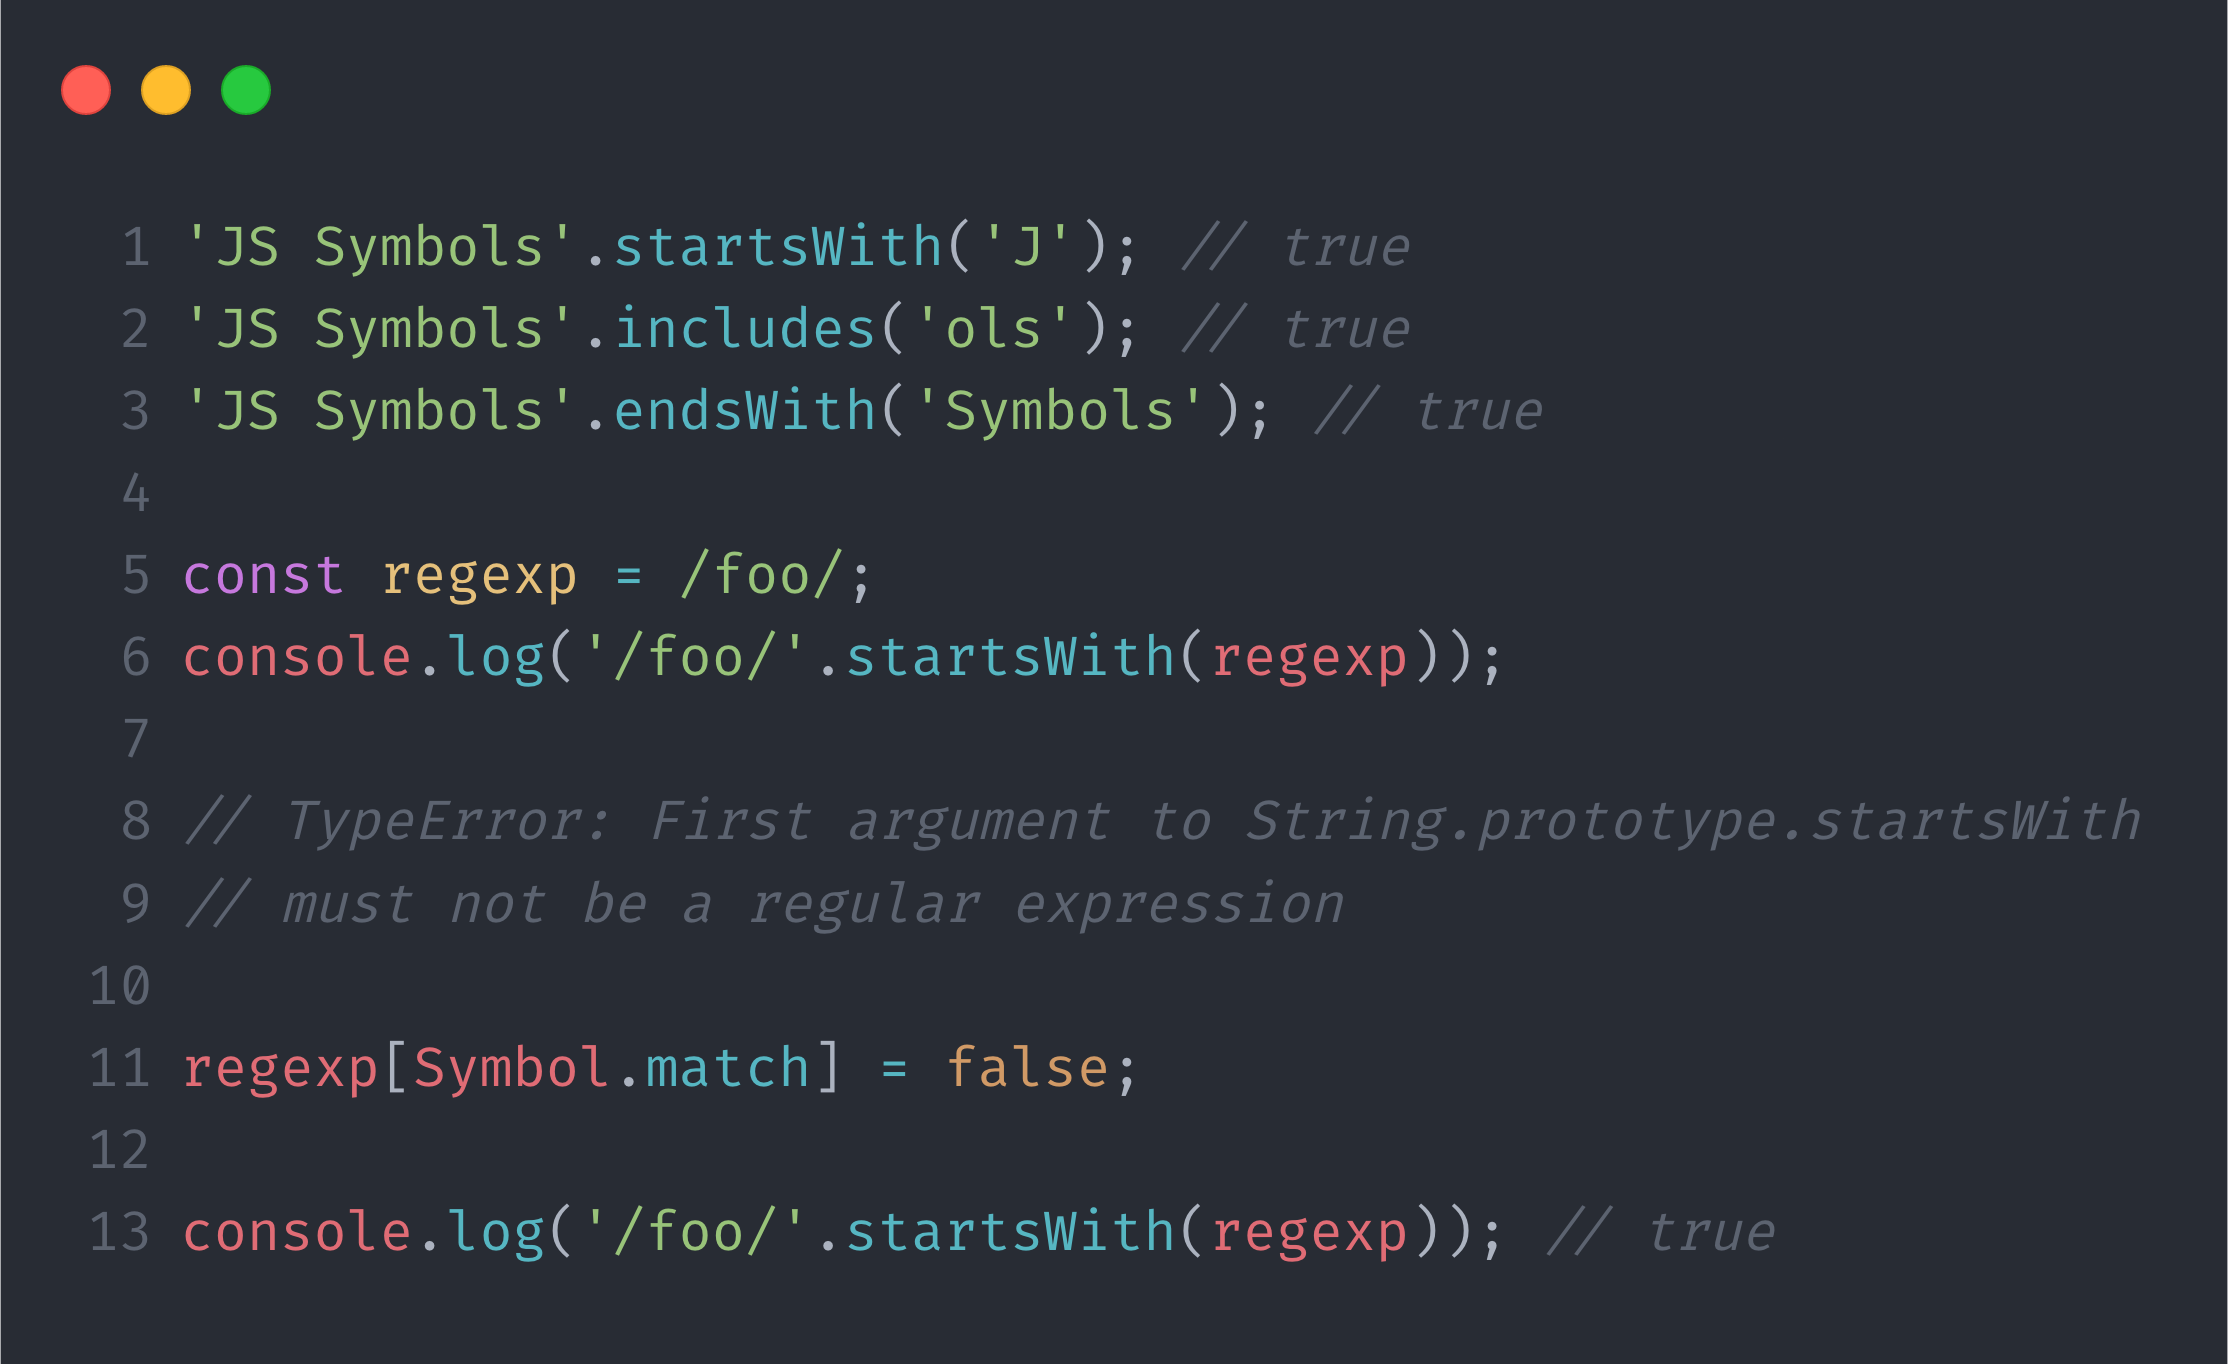 1 'JS Symbols'.startsWith('J'); // true
2 'JS Symbols'.includes('ols'); // true
3 'JS Symbols'.endsWith('Symbols'); // true
4
5 const regexp = /foo/;
6 console.log('/foo/'.startsWith(regexp));
7
8 // TypeError: First argument to String.prototype.startsWith
9 // must not be a regular expression
10
11 regexp[Symbol.match] = false;
12
13 console.log('/foo/'.startsWith(regexp)); // true